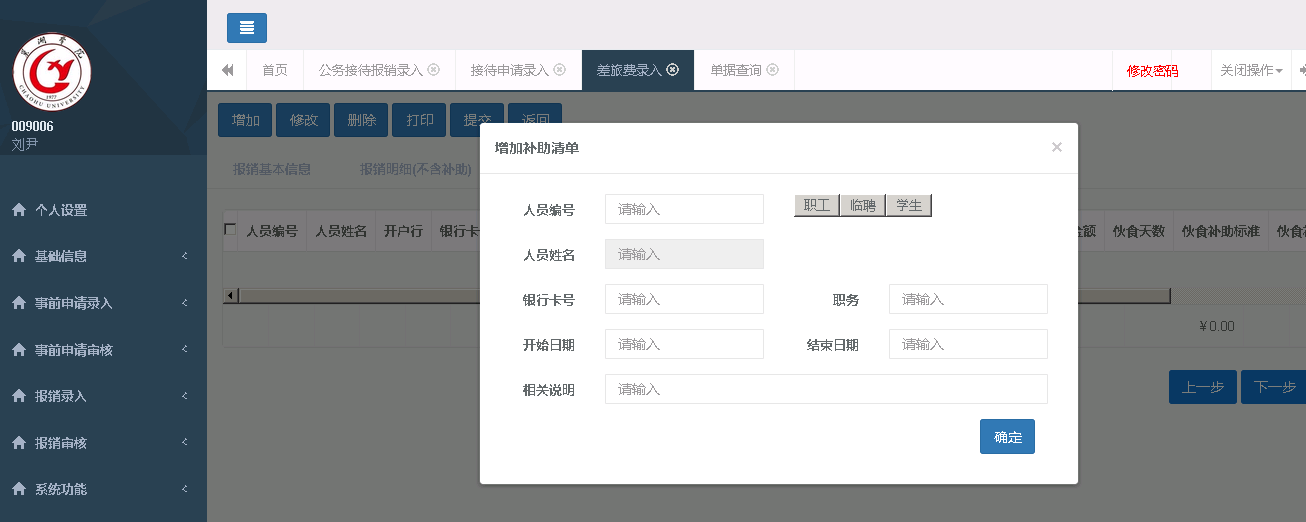 巢湖学院
CHAOHU UNIVERSITY
1977
009006
刘尹
个人设置
基础信息
事前申请录入
事前申请审核
报销录入
报销审核
系统功能
首页 公务接待报销录入 接待申请录入 差旅费录入 单据查询 修改密码 关闭操作
增加 修改 删除 打印 提交 返回
报销基本信息 报销明细(不含补助)
人员编号 人员姓名 开户行 银行卡 金额 伙食天数 伙食补助标准 伙食
¥0.00
上一步 下一步
增加补助清单 ×
人员编号 请输入 职工 临聘 学生
人员姓名 请输入
银行卡号 请输入 职务 请输入
开始日期 请输入 结束日期 请输入
相关说明 请输入
确定